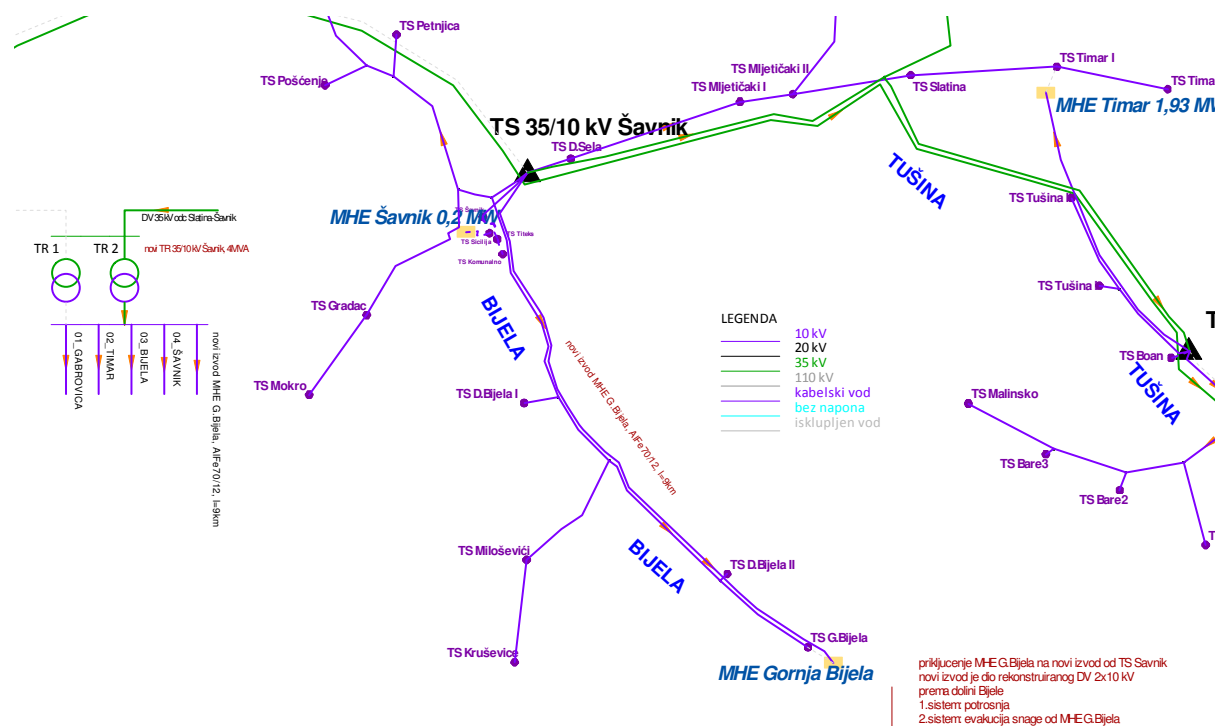 TS Petnjica
TS Pošćenje
TS Mljetičaki II
TS Mljetičaki I
TS Slatina
TS Timar I
TS Timar
MHE Timar 1,93 MV
TS 35/10 kV Šavnik
TS D.Sela
TUŠINA
TS Tušina
MHE Šavnik 0,2 MW
TS Sicilija
TS Titeks
TS Komunalno
DV 35kV odc Slatina-Šavnik
TR 1
TR 2
novi TR 35/10 kV Šavnik, 4MVA
TS Gradac
BIJELA
TS Tušina
LEGENDA
10 kV
20 kV
35 kV
110 kV
kabelski vod
bez napona
isklupljen vod
01_GABROVICA
02_TIMAR
03_BIJELA
04_ŠAVNIK
novi izvod MHE G.Bijela, AlFe70/12, l=9km
novi izvod MHE G.Bijela, AlFe70/12, l=9km
T
TS Boan
TUŠINA
TS Mokro
TS D.Bijela I
TS Malinsko
TS Bare3
TS Bare2
T
TS Miloševići
BIJELA
TS D.Bijela II
TS G.Bijela
TS Kruševice
MHE Gornja Bijela
prikljucenje MHE G.Bijela na novi izvod od TS Savnik
novi izvod je dio rekonstruiranog DV 2x10 kV
prema dolini Bijele
1.sistem: potrosnja
2.sistem: evakucija snage od MHE G.Bijela